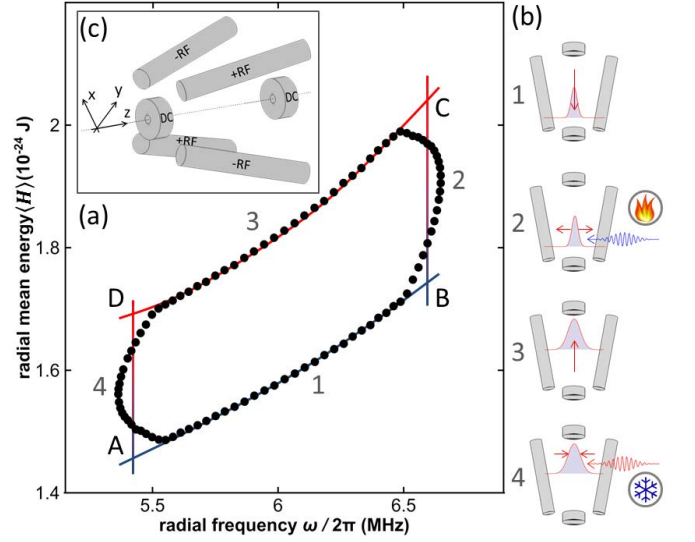 (c)
-RF
+RF
x
y
z
DC
DC
+RF
-RF
(a)
radial mean energy⟨H⟩(10⁻²⁴ J)
2
1.8
1.6
1.4
C
2
3
D
B
1
4
A
5.5
6
6.5
radial frequency ω / 2π (MHz)
(b)
1
2
3
4